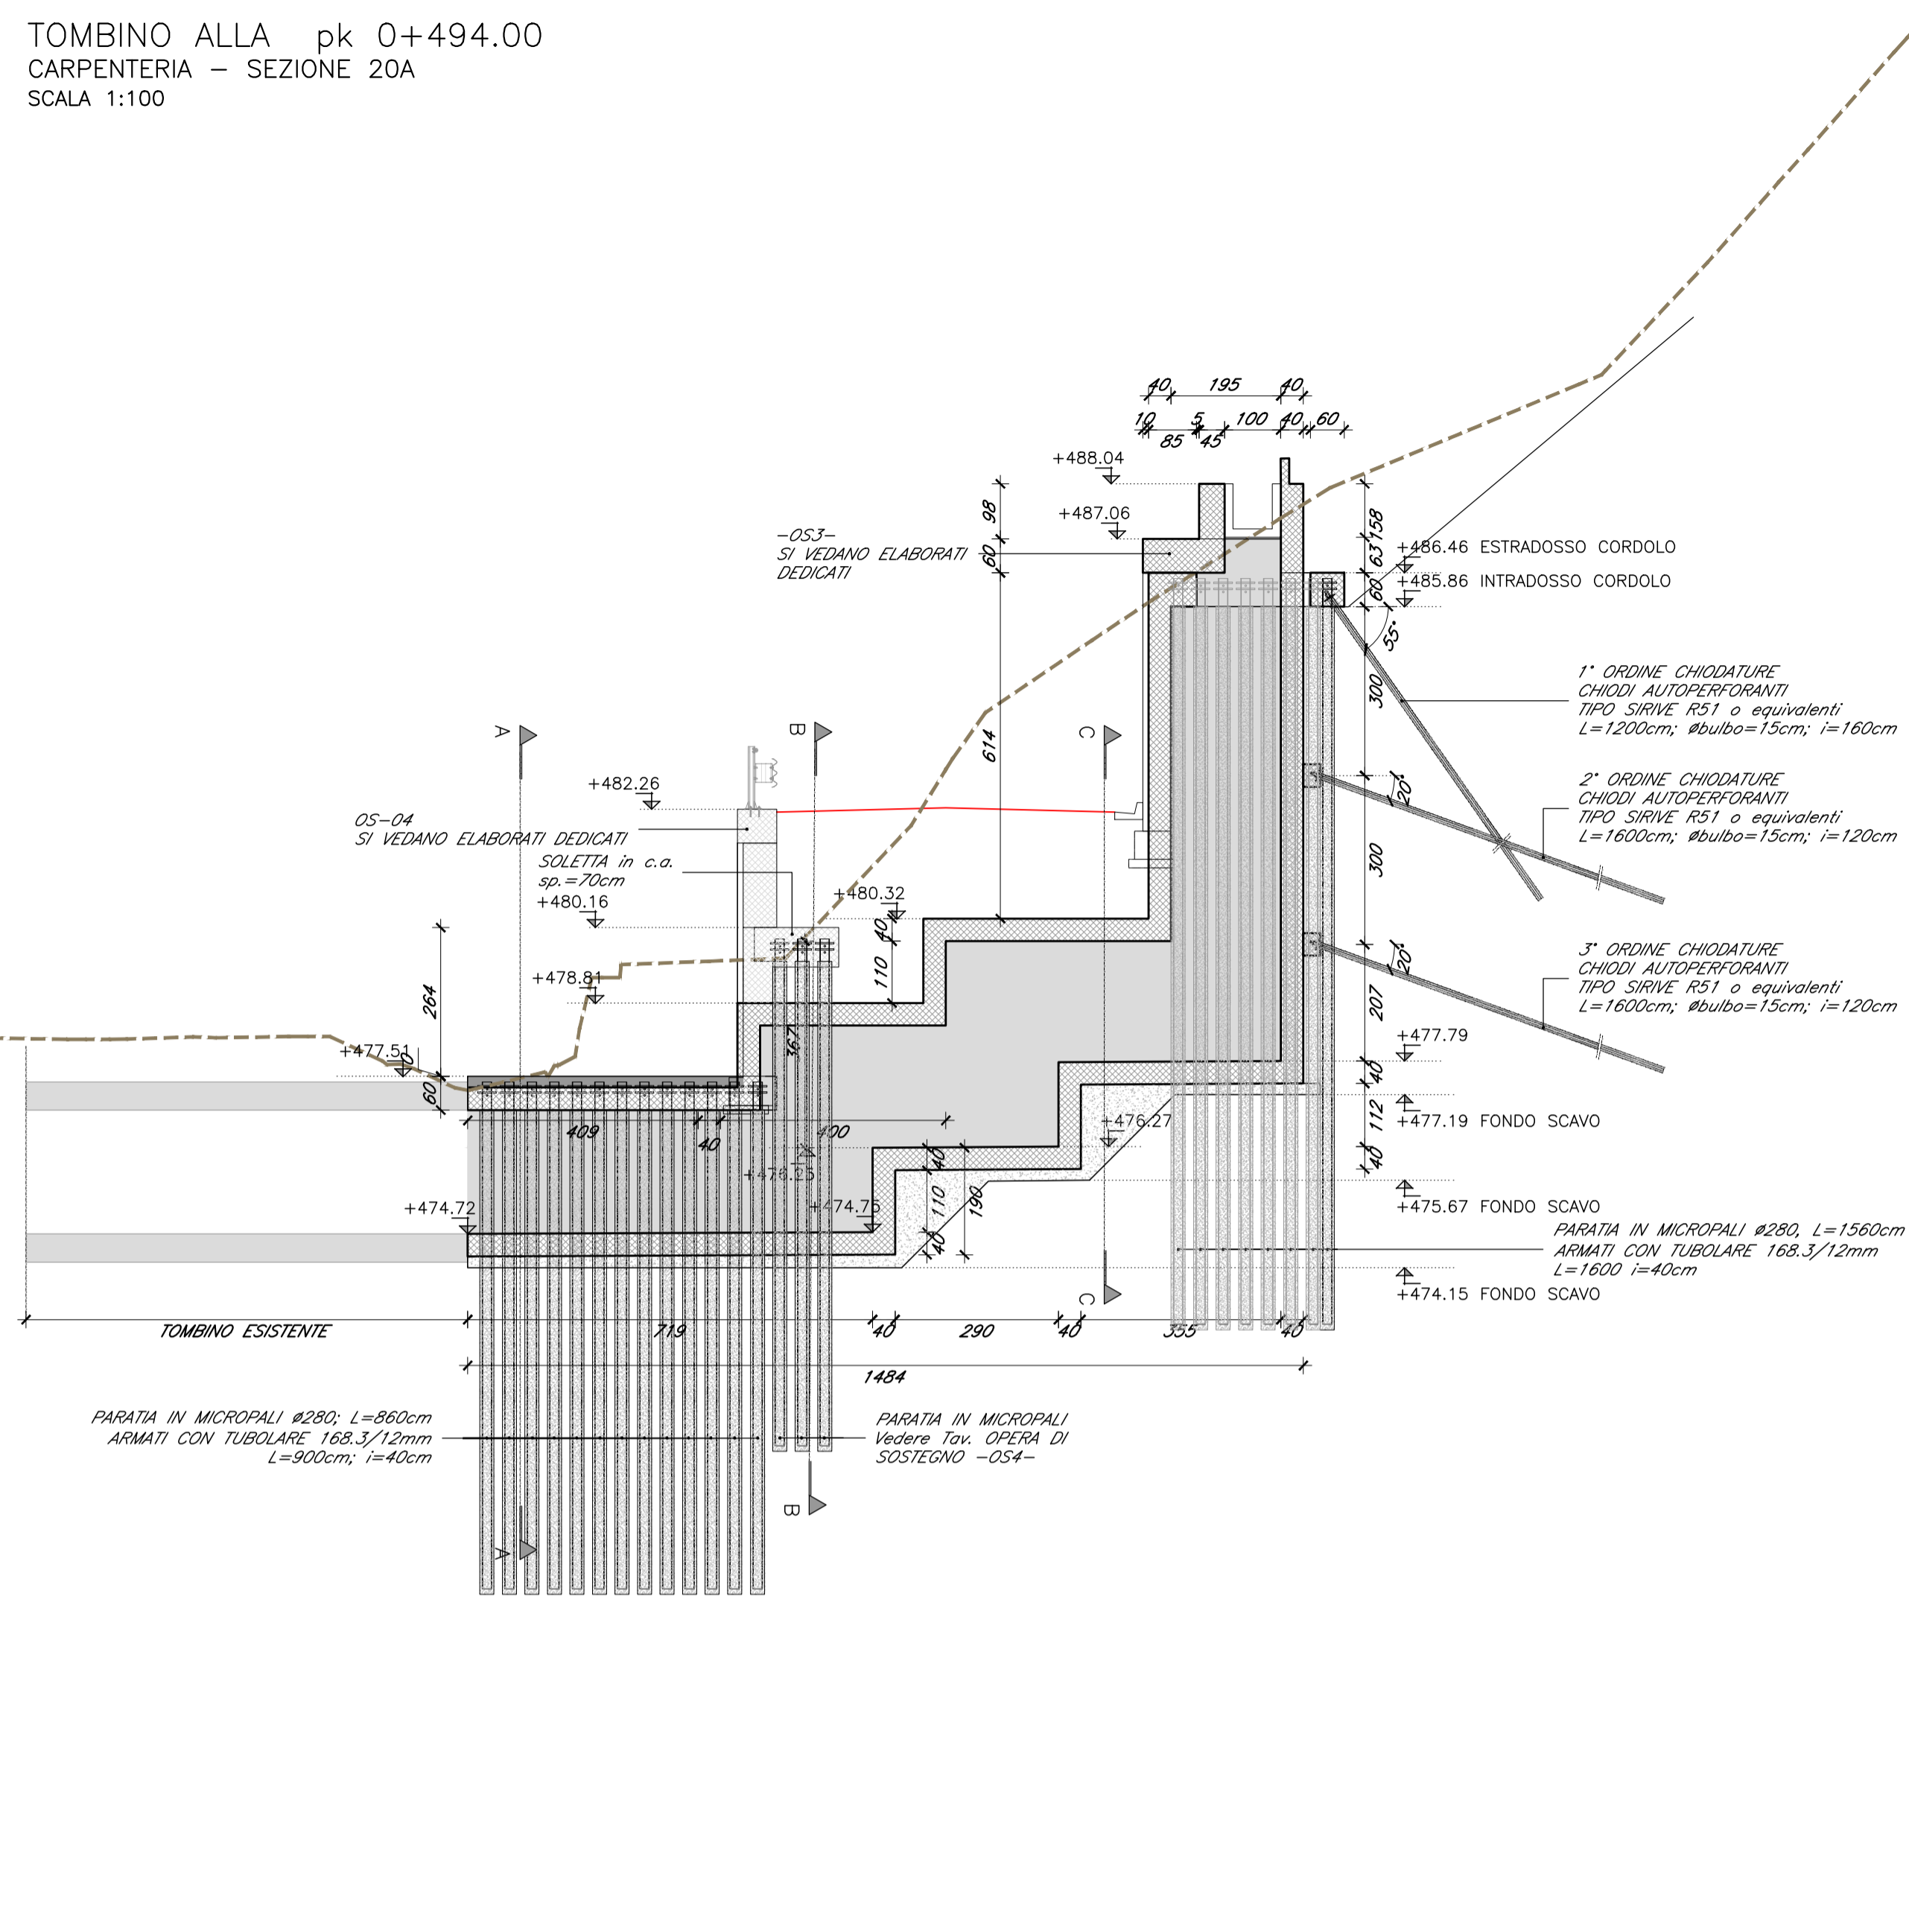 TOMBINO ALLA pk 0+494.00
CARPENTERIA – SEZIONE 20A
SCALA 1:100
40 195 40
10 5 100 40 60
85 45
+488.04
+487.06
98
60
614
158
63
60
300
300
207
40
112
40
-OS3-
SI VEDANO ELABORATI
DEDICATI
+486.46 ESTRADOSSO CORDOLO
+485.86 INTRADOSSO CORDOLO
55°
1° ORDINE CHIODATURE
CHIODI AUTOPERFORANTI
TIPO SIRIVE R51 o equivalenti
L=1200cm; øbulbo=15cm; i=160cm
20°
2° ORDINE CHIODATURE
CHIODI AUTOPERFORANTI
TIPO SIRIVE R51 o equivalenti
L=1600cm; øbulbo=15cm; i=120cm
20°
3° ORDINE CHIODATURE
CHIODI AUTOPERFORANTI
TIPO SIRIVE R51 o equivalenti
L=1600cm; øbulbo=15cm; i=120cm
A
B
C
+482.26
OS-04
SI VEDANO ELABORATI DEDICATI
SOLETTA in c.a.
sp.=70cm
+480.16
+480.32
40
110
+478.81
264
+477.51
60
367
409
40
400
+476.25
+476.27
+474.72
+474.75
40
110
40
190
+477.79
+477.19 FONDO SCAVO
+475.67 FONDO SCAVO
+474.15 FONDO SCAVO
PARATIA IN MICROPALI ø280, L=1560cm
ARMATI CON TUBOLARE 168.3/12mm
L=1600 i=40cm
C
TOMBINO ESISTENTE
719
40
290
40
355
40
1484
PARATIA IN MICROPALI ø280; L=860cm
ARMATI CON TUBOLARE 168.3/12mm
L=900cm; i=40cm
PARATIA IN MICROPALI
Vedere Tav. OPERA DI
SOSTEGNO -OS4-
B
A